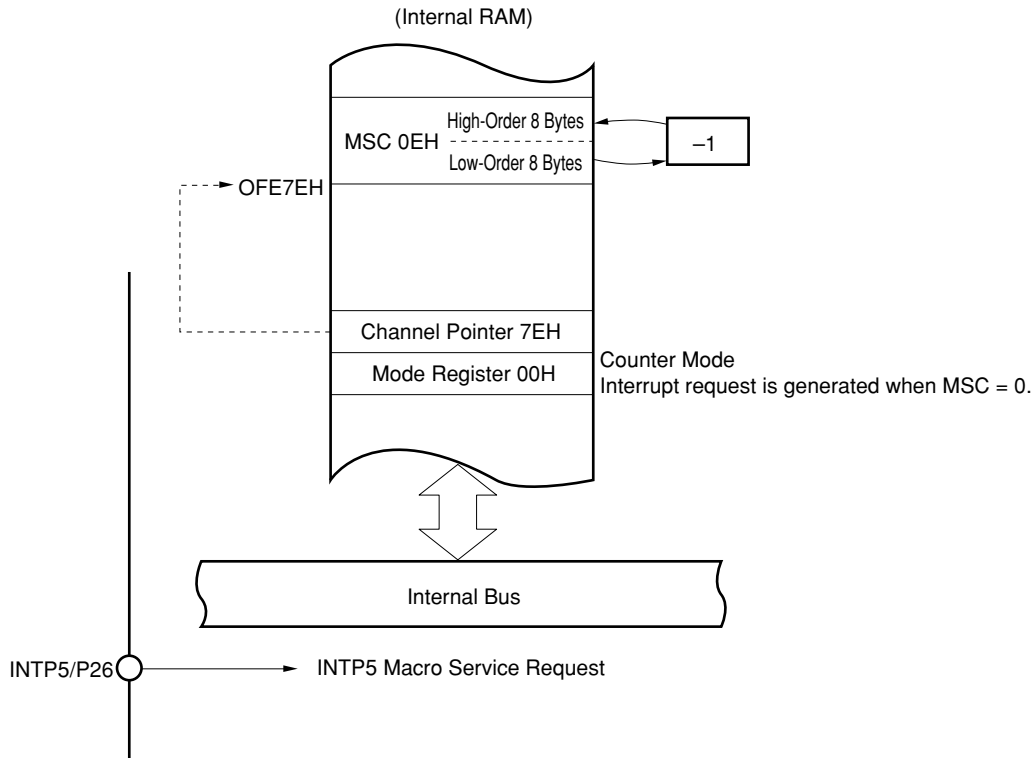 (Internal RAM)
High-Order 8 Bytes
MSC 0EH
Low-Order 8 Bytes
–1
OFE7EH
Channel Pointer 7EH
Mode Register 00H
Counter Mode
Interrupt request is generated when MSC = 0.
Internal Bus
INTP5/P26
INTP5 Macro Service Request